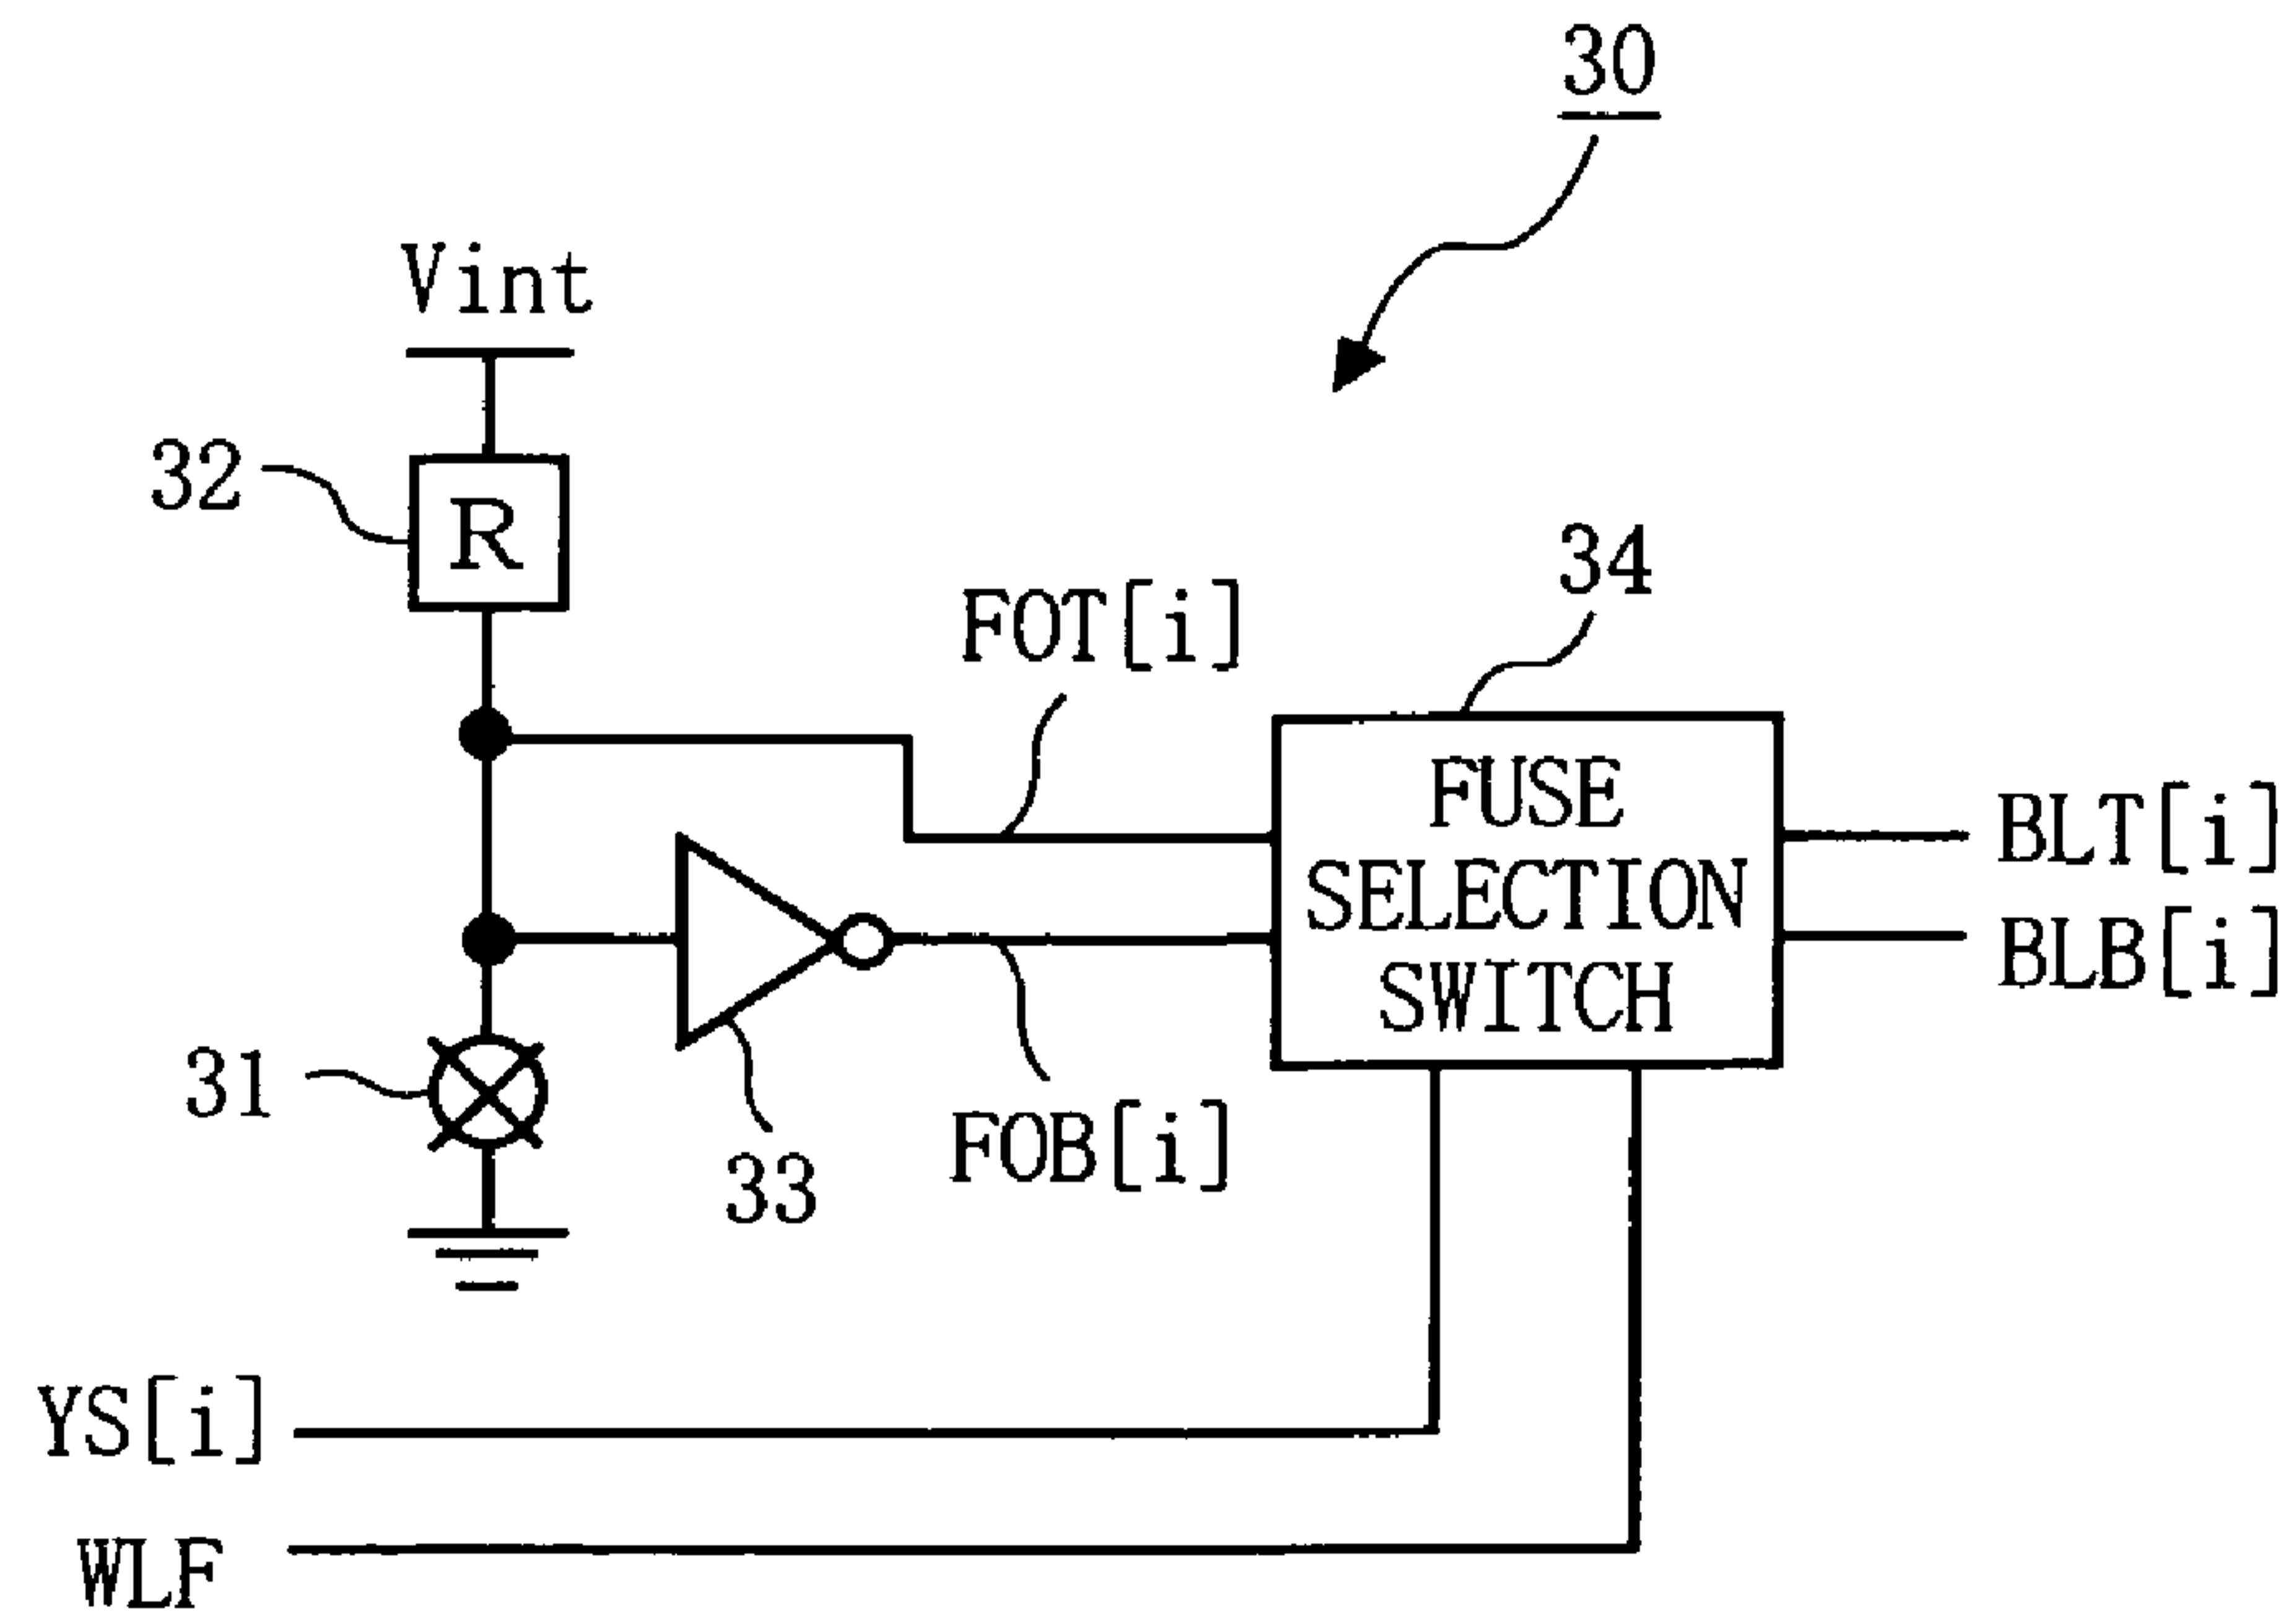 30
Vint
32
R
FOT[i]
34
FUSE
SELECTION
SWITCH
BLT[i]
BLB[i]
31
33
FOB[i]
YS[i]
WLF